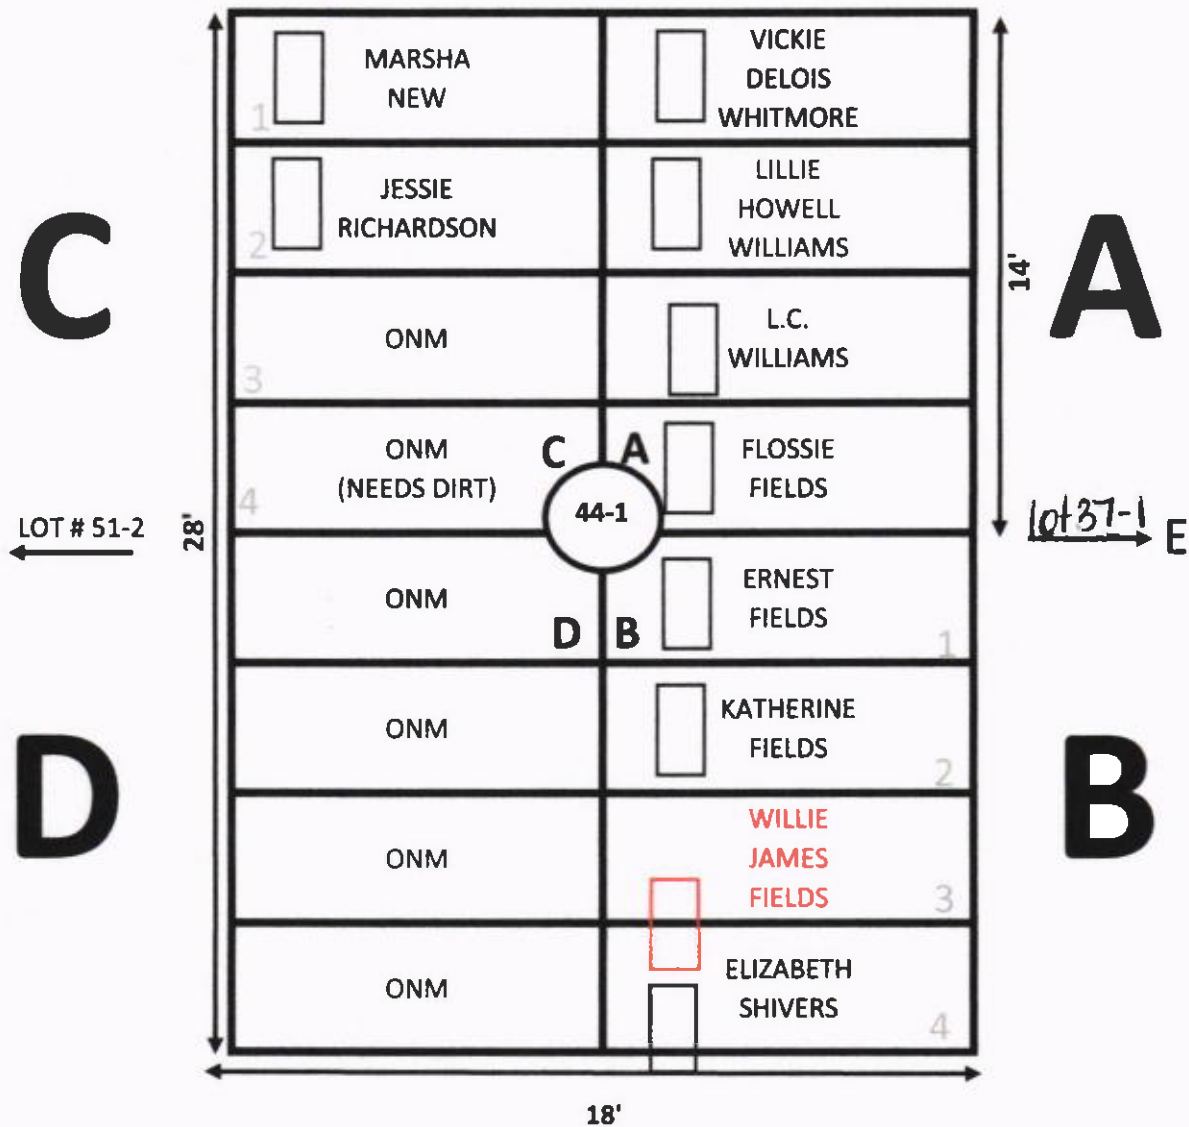 MARSHA
NEW
1
VICKIE
DELOIS
WHITMORE
JESSIE
RICHARDSON
2
LILLIE
HOWELL
WILLIAMS
C
A
14'
ONM
3
L.C.
WILLIAMS
ONM
(NEEDS DIRT)
4
C
A
FLOSSIE
FIELDS
44-1
LOT # 51-2
28'
lot 37-1
E
ONM
D
B
ERNEST
FIELDS
1
ONM
KATHERINE
FIELDS
2
D
B
ONM
WILLIE
JAMES
FIELDS
3
ONM
ELIZABETH
SHIVERS
4
18'